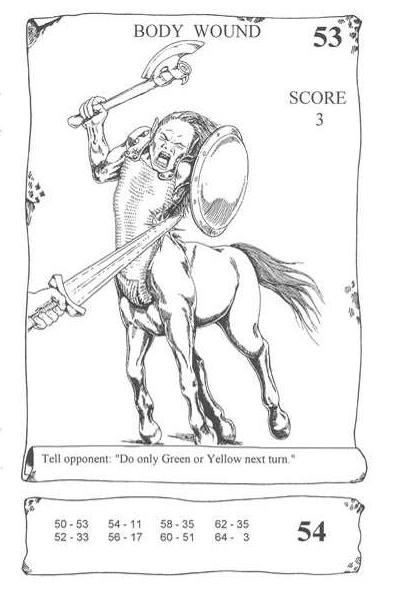 BODY WOUND
53
SCORE
3
Tell opponent: "Do only Green or Yellow next turn."
50 - 53 54 - 11 58 - 35 62 - 35
52 - 33 56 - 17 60 - 51 64 - 3
54